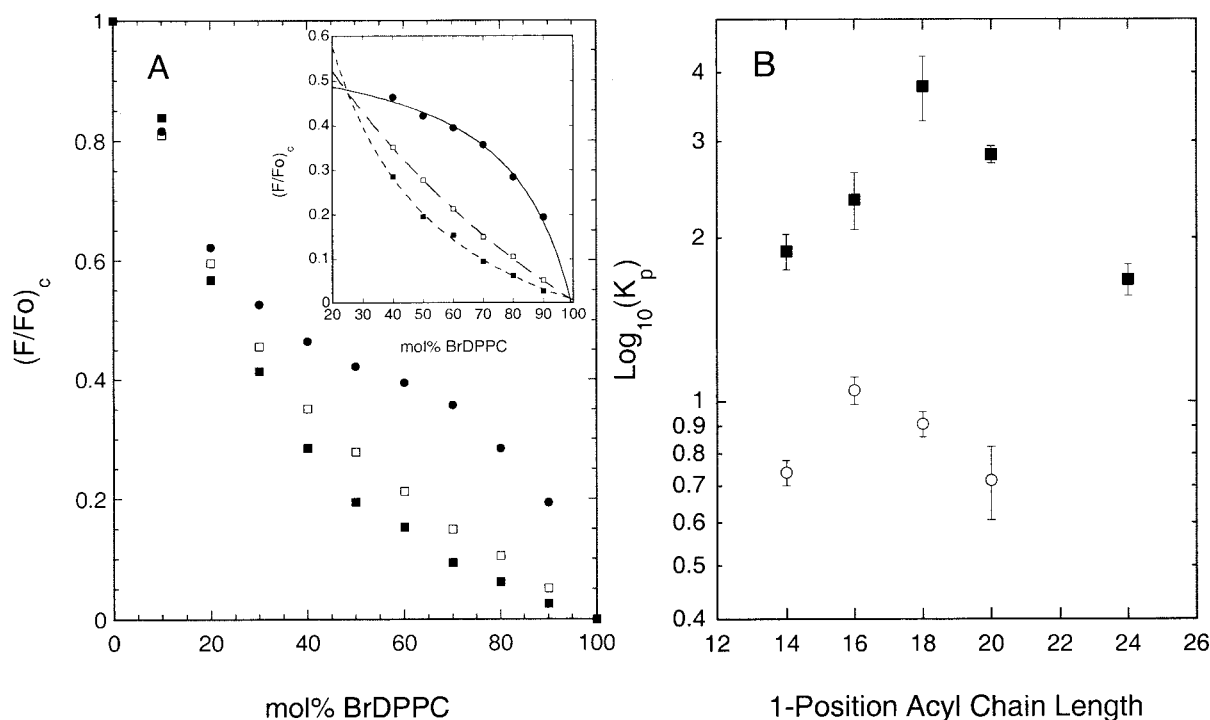 A
1
0.8
0.6
0.4
0.2
0
(F/Fo)c
0 20 40 60 80 100
mol% BrDPPC
0.6
0.5
0.4
0.3
0.2
0.1
0
(F/Fo)c
20 30 40 50 60 70 80 90 100
mol% BrDPPC
B
4
3
2
1
0.9
0.8
0.7
0.6
0.5
0.4
Log10(Kp)
12 14 16 18 20 22 24 26
1-Position Acyl Chain Length